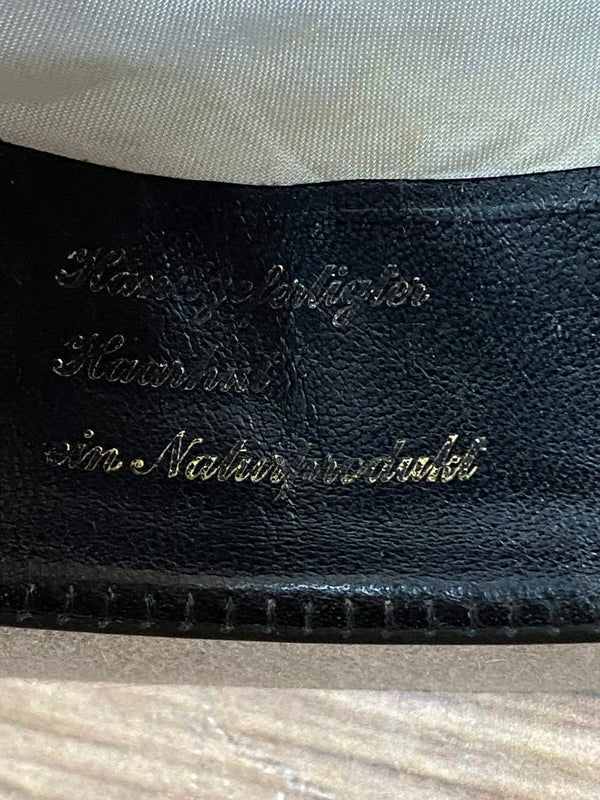 Handgefertigter
Haarhut
ein Naturprodukt